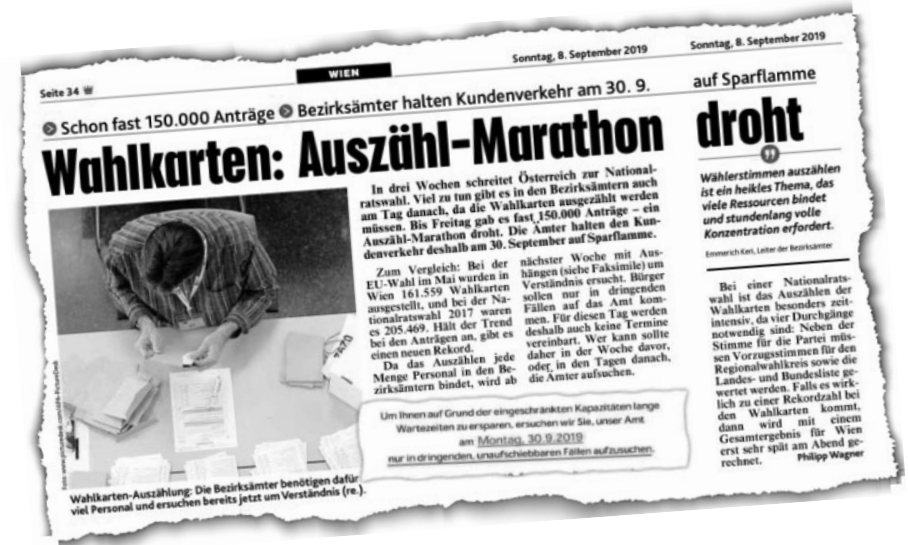 Seite 34
WIEN
Sonntag, 8. September 2019
Sonntag, 8. September 2019
Schon fast 150.000 Anträge Bezirksämter halten Kundenverkehr am 30. 9. auf Sparflamme
Wahlkarten: Auszähl-Marathon droht
In drei Wochen schreitet Österreich zur National-
ratswahl. Viel zu tun gibt es in den Bezirksämtern auch
am Tag danach, da die Wahlkarten ausgezählt werden
müssen. Bis Freitag gab es fast 150.000 Anträge – ein
Auszähl-Marathon droht. Die Ämter halten den Kun-
denverkehr deshalb am 30. September auf Sparflamme.
Zum Vergleich: Bei der
EU-Wahl im Mai wurden in
Wien 161.559 Wahlkarten
ausgestellt, und bei der Na-
tionalratswahl 2017 waren
es 205.469. Hält der Trend
bei den Anträgen an, gibt es
einen neuen Rekord.
Da das Auszählen jede
Menge Personal in den Be-
zirksämtern bindet, wird ab
nächster Woche mit Aus-
hängen (siehe Faksimile) um
Verständnis ersucht. Bürger
sollen nur in dringenden
Fällen auf das Amt kom-
men. Für diesen Tag werden
deshalb auch keine Termine
vereinbart. Wer kann sollte
daher in der Woche davor,
oder in den Tagen danach,
die Ämter aufsuchen.
Um Ihnen auf Grund der eingeschränkten Kapazitäten lange
Wartezeiten zu ersparen, ersuchen wir Sie, unser Amt
am Montag, 30.9.2019
nur in dringenden, unaufschiebbaren Fällen aufzusuchen.
Wahlkarten-Auszählung: Die Bezirksämter benötigen dafür
viel Personal und ersuchen bereits jetzt um Verständnis (re.).
Wählerstimmen auszählen
ist ein heikles Thema, das
viele Ressourcen bindet
und stundenlang volle
Konzentration erfordert.
Emmerich Keri, Leiter der Bezirksämter
Bei einer Nationalrats-
wahl ist das Auszählen der
Wahlkarten besonders zeit-
intensiv, da vier Durchgänge
notwendig sind: Neben der
Stimme für die Partei müs-
sen Vorzugsstimmen für den
Regionalwahlkreis sowie die
Landes- und Bundesliste ge-
wertet werden. Falls es wirk-
lich zu einer Rekordzahl bei
den Wahlkarten kommt,
dann wird mit einem
Gesamtergebnis für Wien
erst sehr spät am Abend ge-
rechnet. Philipp Wagner